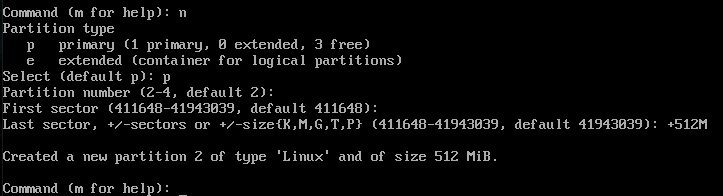 Command (m for help): n
Partition type
   p   primary (1 primary, 0 extended, 3 free)
   e   extended (container for logical partitions)
Select (default p): p
Partition number (2-4, default 2):
First sector (411648-41943039, default 411648):
Last sector, +/-sectors or +/-size{K,M,G,T,P} (411648-41943039, default 41943039): +512M
Created a new partition 2 of type 'Linux' and of size 512 MiB.
Command (m for help): _